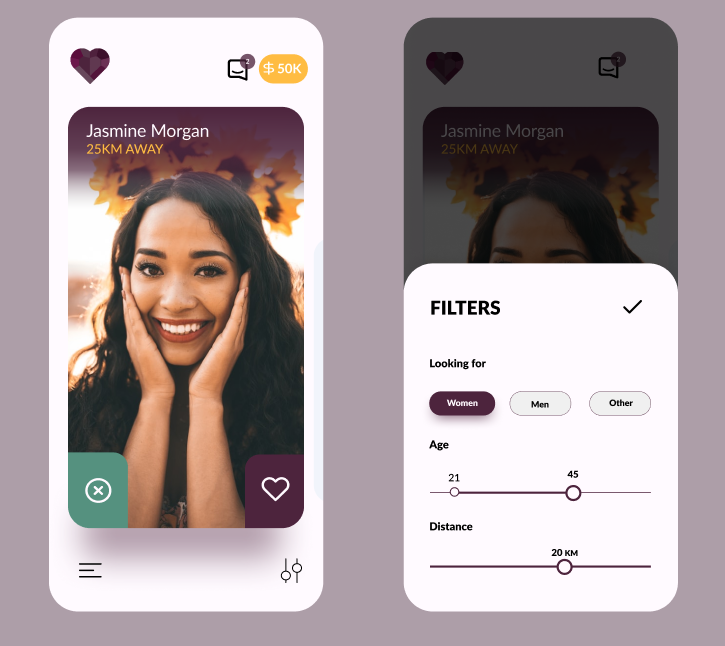 2
$ 50K
Jasmine Morgan
25KM AWAY
Jasmine Morgan
25KM AWAY
FILTERS
Looking for
Women Men Other
Age
21 45
Distance
20 KM